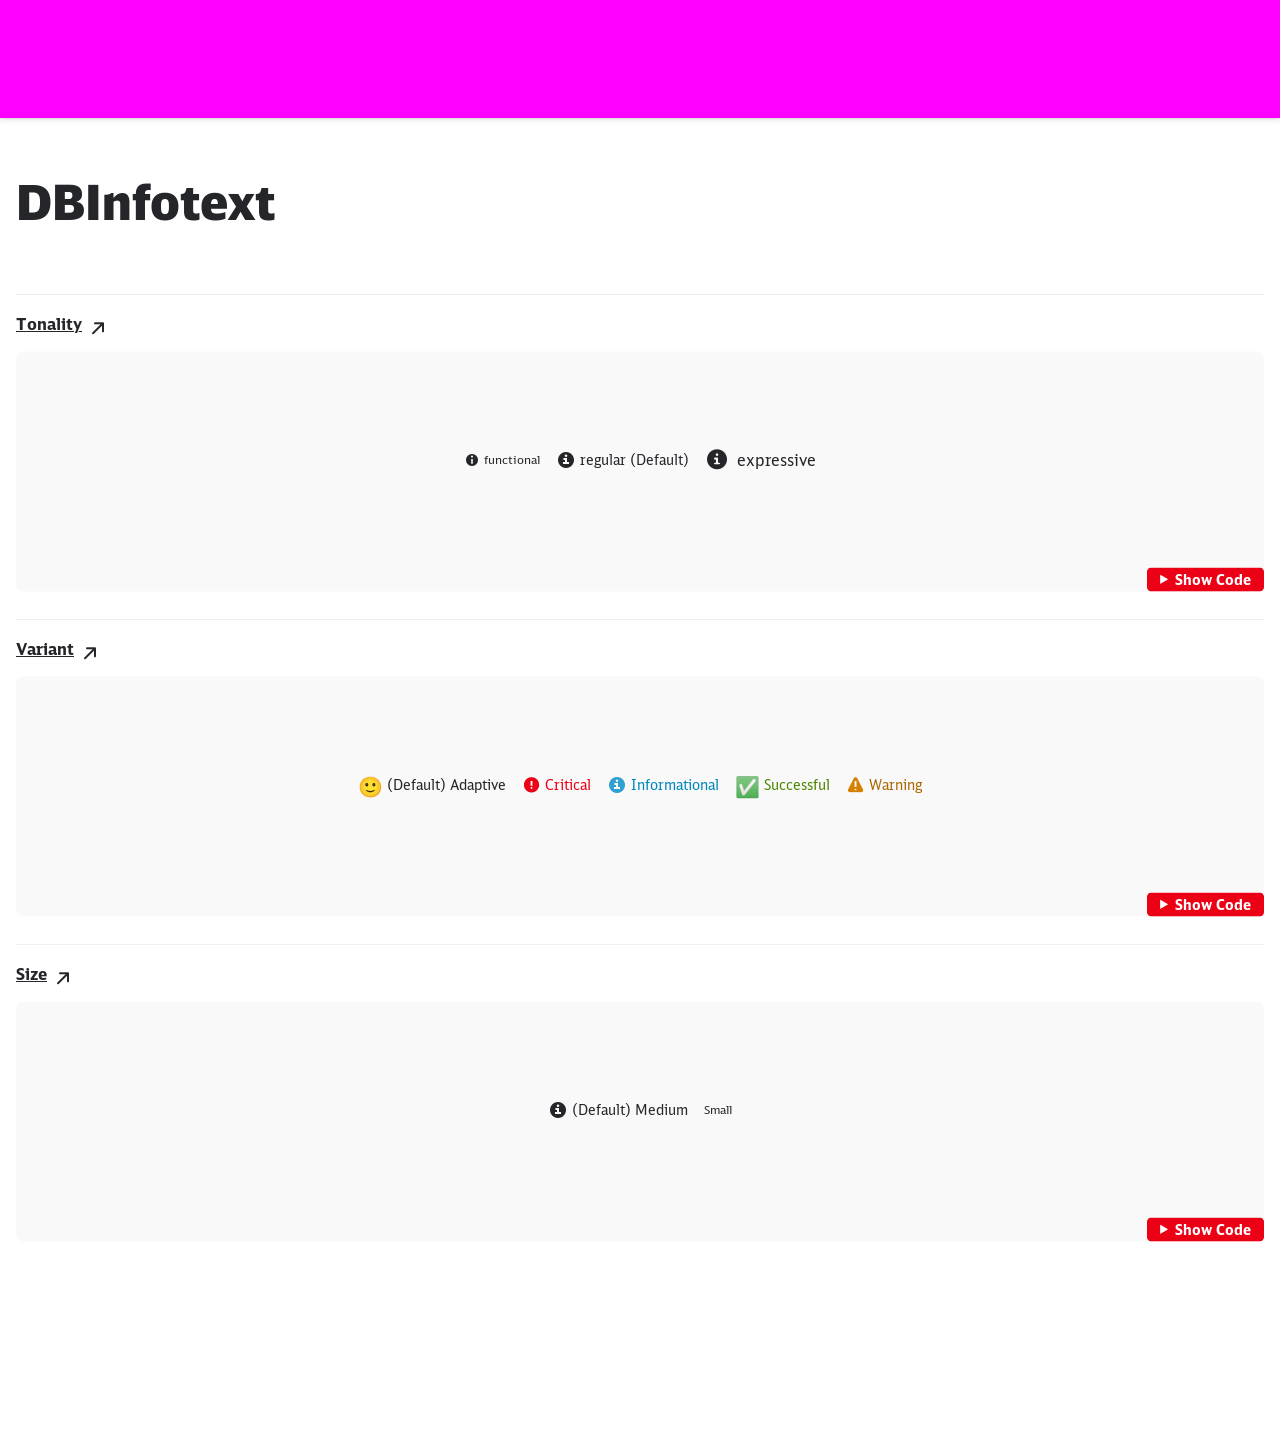 DBInfotext
Tonality
functional regular (Default) expressive
Show Code
Variant
(Default) Adaptive Critical Informational Successful Warning
Show Code
Size
(Default) Medium Small
Show Code